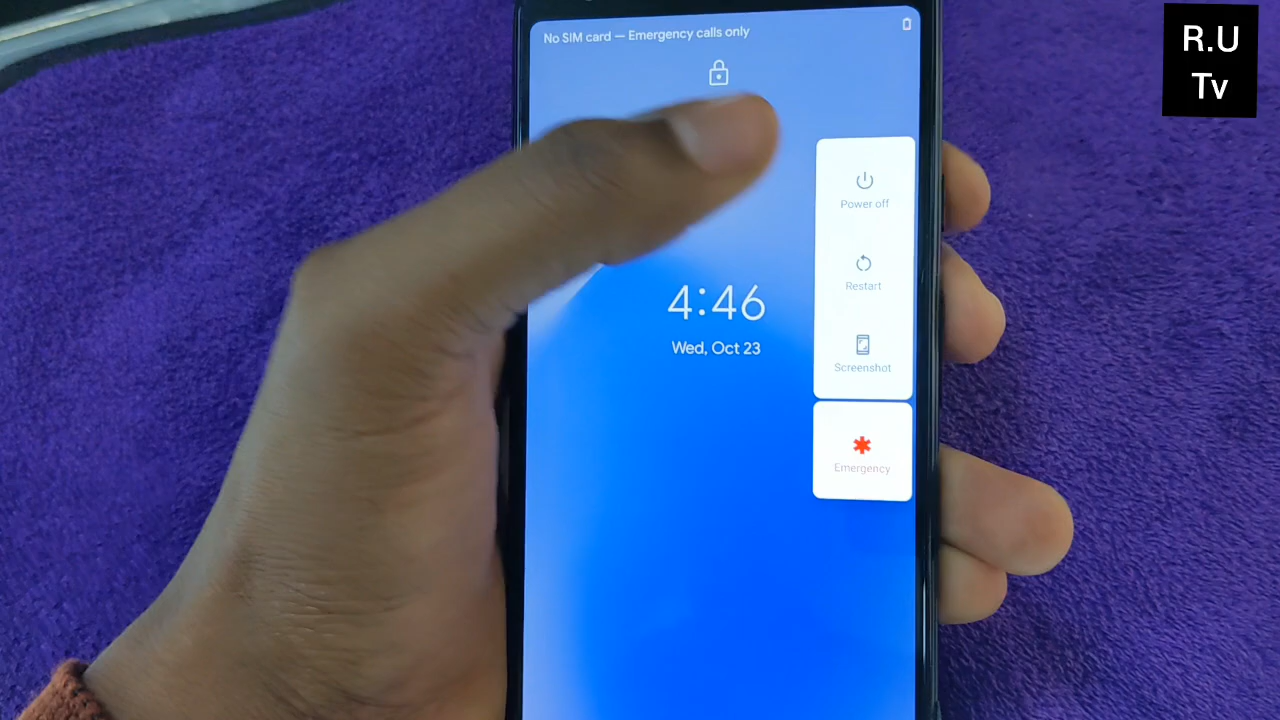 No SIM card — Emergency calls only
R.U
Tv
Power off
Restart
4:46
Wed, Oct 23
Screenshot
Emergency